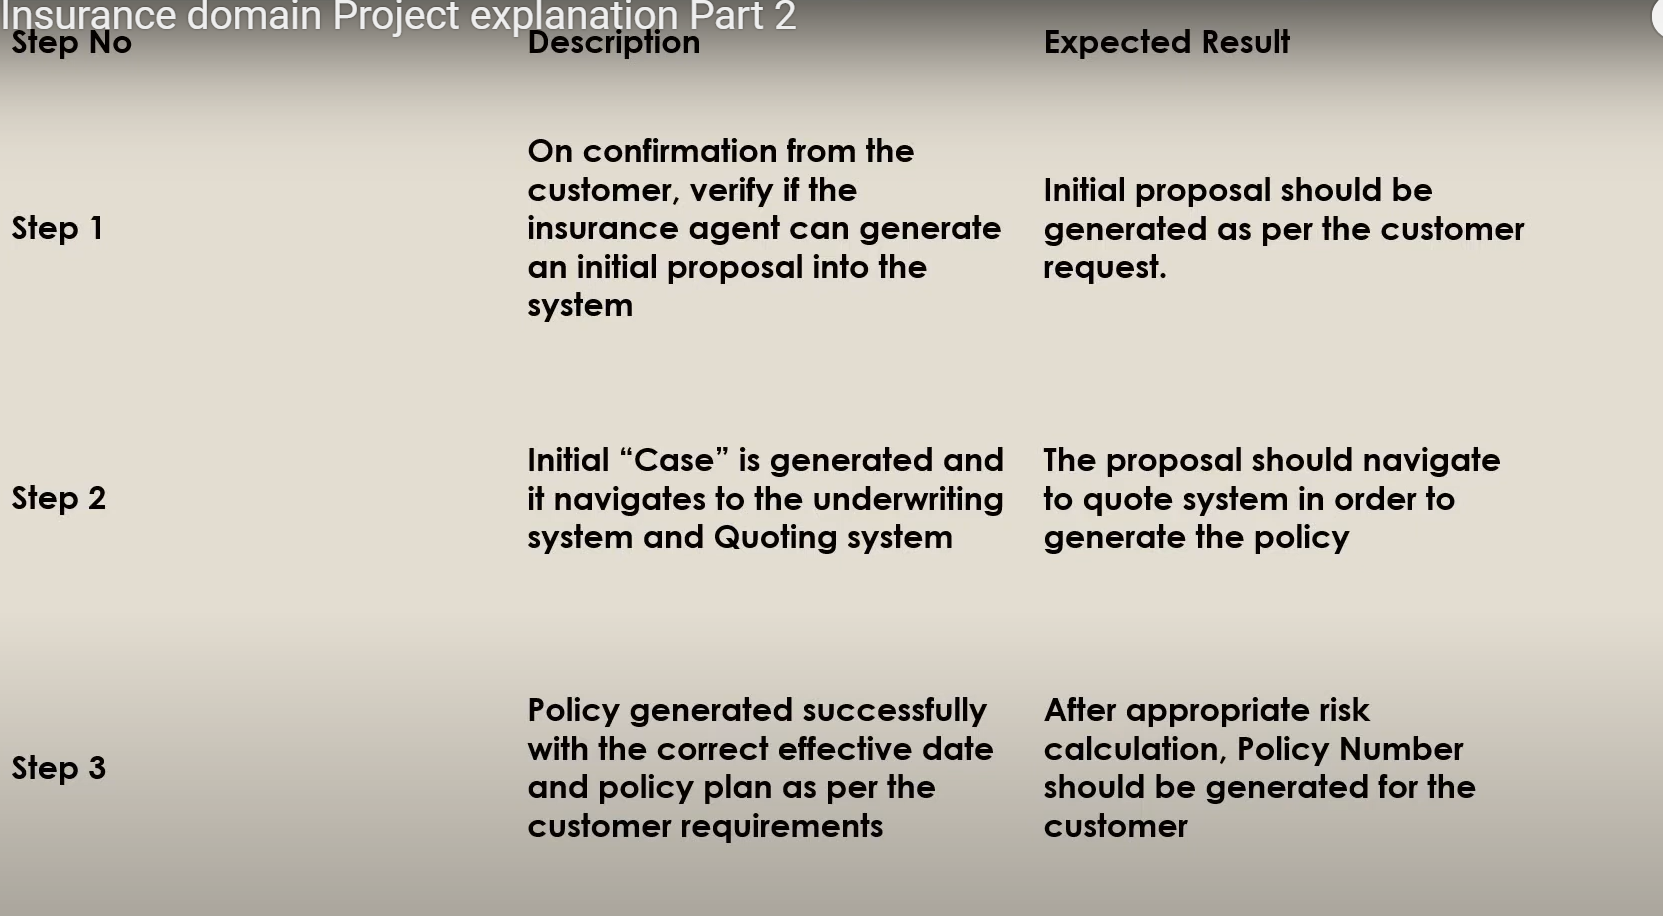 Insurance domain Project explanation Part 2
Step No
Description
Expected Result
Step 1
On confirmation from the
customer, verify if the
insurance agent can generate
an initial proposal into the
system
Initial proposal should be
generated as per the customer
request.
Step 2
Initial “Case” is generated and
it navigates to the underwriting
system and Quoting system
The proposal should navigate
to quote system in order to
generate the policy
Step 3
Policy generated successfully
with the correct effective date
and policy plan as per the
customer requirements
After appropriate risk
calculation, Policy Number
should be generated for the
customer